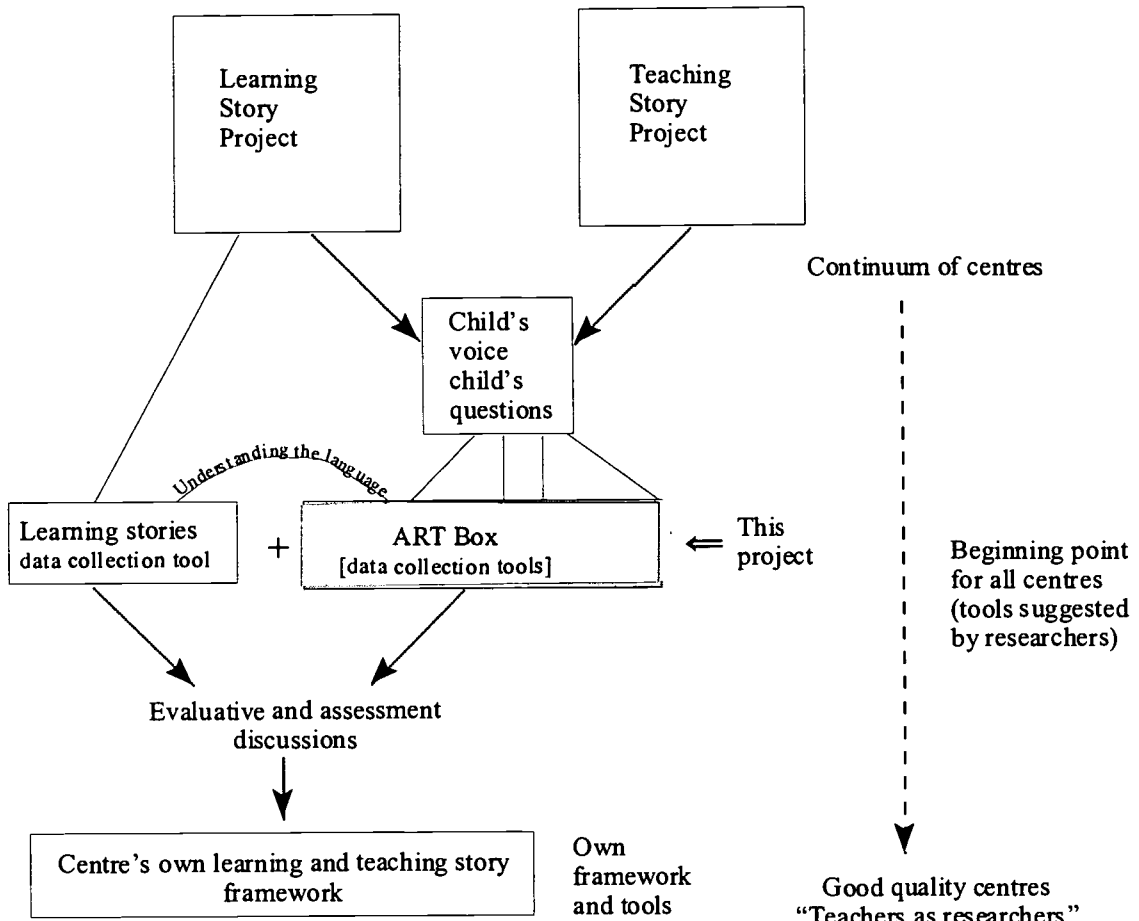 Learning
Story
Project
Teaching
Story
Project
Continuum of centres
Child's
voice
child's
questions
Understanding the language
Learning stories
data collection tool
+
ART Box
[data collection tools]
This
project
Beginning point
for all centres
(tools suggested
by researchers)
Evaluative and assessment
discussions
Centre's own learning and teaching story
framework
Own
framework
and tools
Good quality centres
"Teachers as researchers"